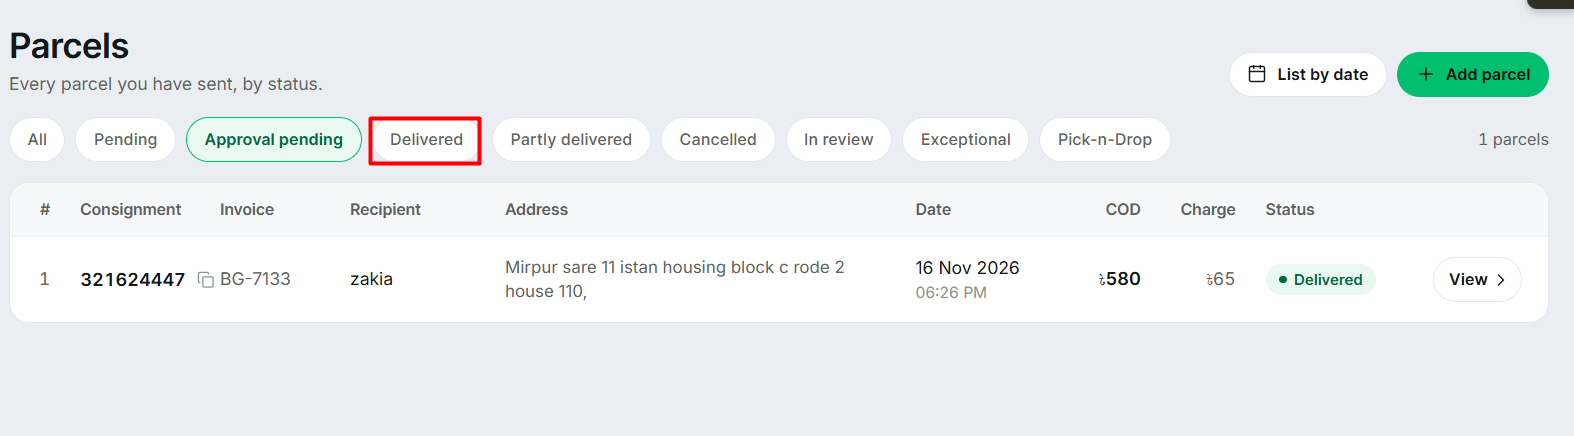 Parcels
Every parcel you have sent, by status.
List by date
+ Add parcel
All
Pending
Approval pending
Delivered
Partly delivered
Cancelled
In review
Exceptional
Pick-n-Drop
1 parcels
# Consignment Invoice Recipient Address Date COD Charge Status
1 321624447 BG-7133 zakia Mirpur sare 11 istan housing block c rode 2 16 Nov 2026 ৳580 ৳65 Delivered View >
house 110, 06:26 PM